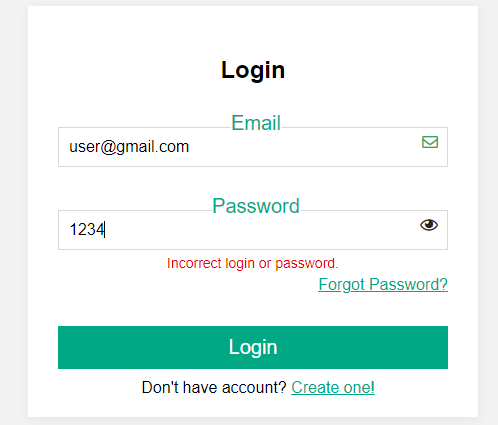 Login
Email
user@gmail.com
Password
1234
Incorrect login or password.
Forgot Password?
Login
Don't have account? Create one!